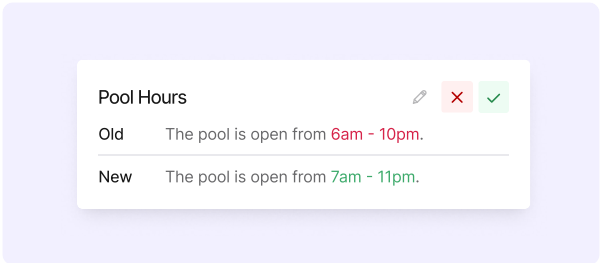 Pool Hours
Old The pool is open from 6am - 10pm.
New The pool is open from 7am - 11pm.